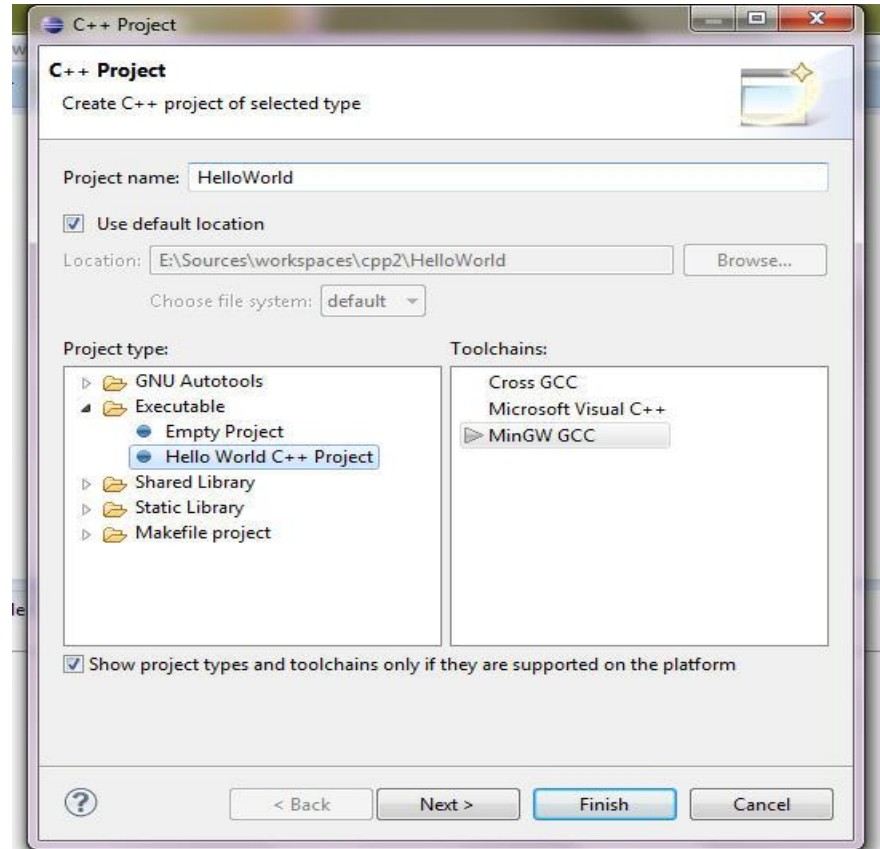 C++ Project
C++ Project
Create C++ project of selected type
Project name: HelloWorld
Use default location
Location: E:\Sources\workspaces\cpp2\HelloWorld Browse...
Choose file system: default
Project type:
GNU Autotools
Executable
Empty Project
Hello World C++ Project
Shared Library
Static Library
Makefile project
Toolchains:
Cross GCC
Microsoft Visual C++
MinGW GCC
Show project types and toolchains only if they are supported on the platform
? < Back Next > Finish Cancel